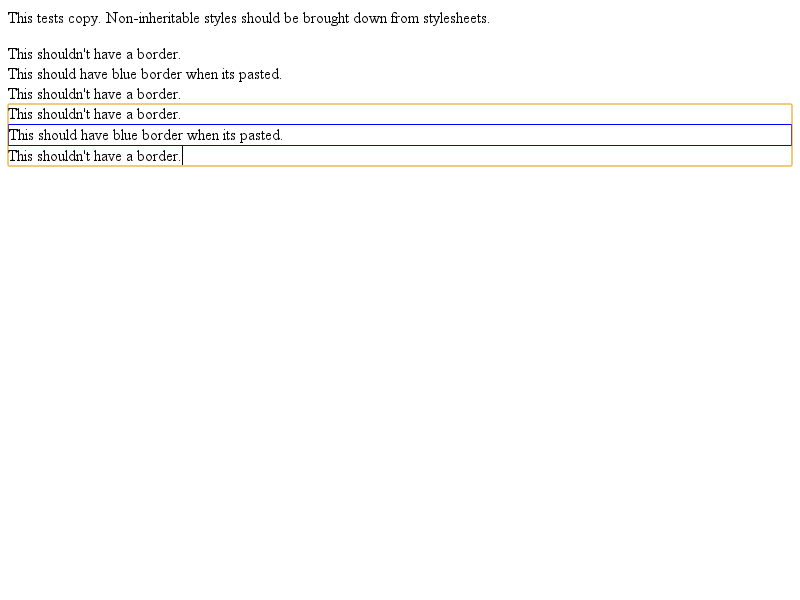 This tests copy. Non-inheritable styles should be brought down from stylesheets.
This shouldn't have a border.
This should have blue border when its pasted.
This shouldn't have a border.
This shouldn't have a border.
This should have blue border when its pasted.
This shouldn't have a border.